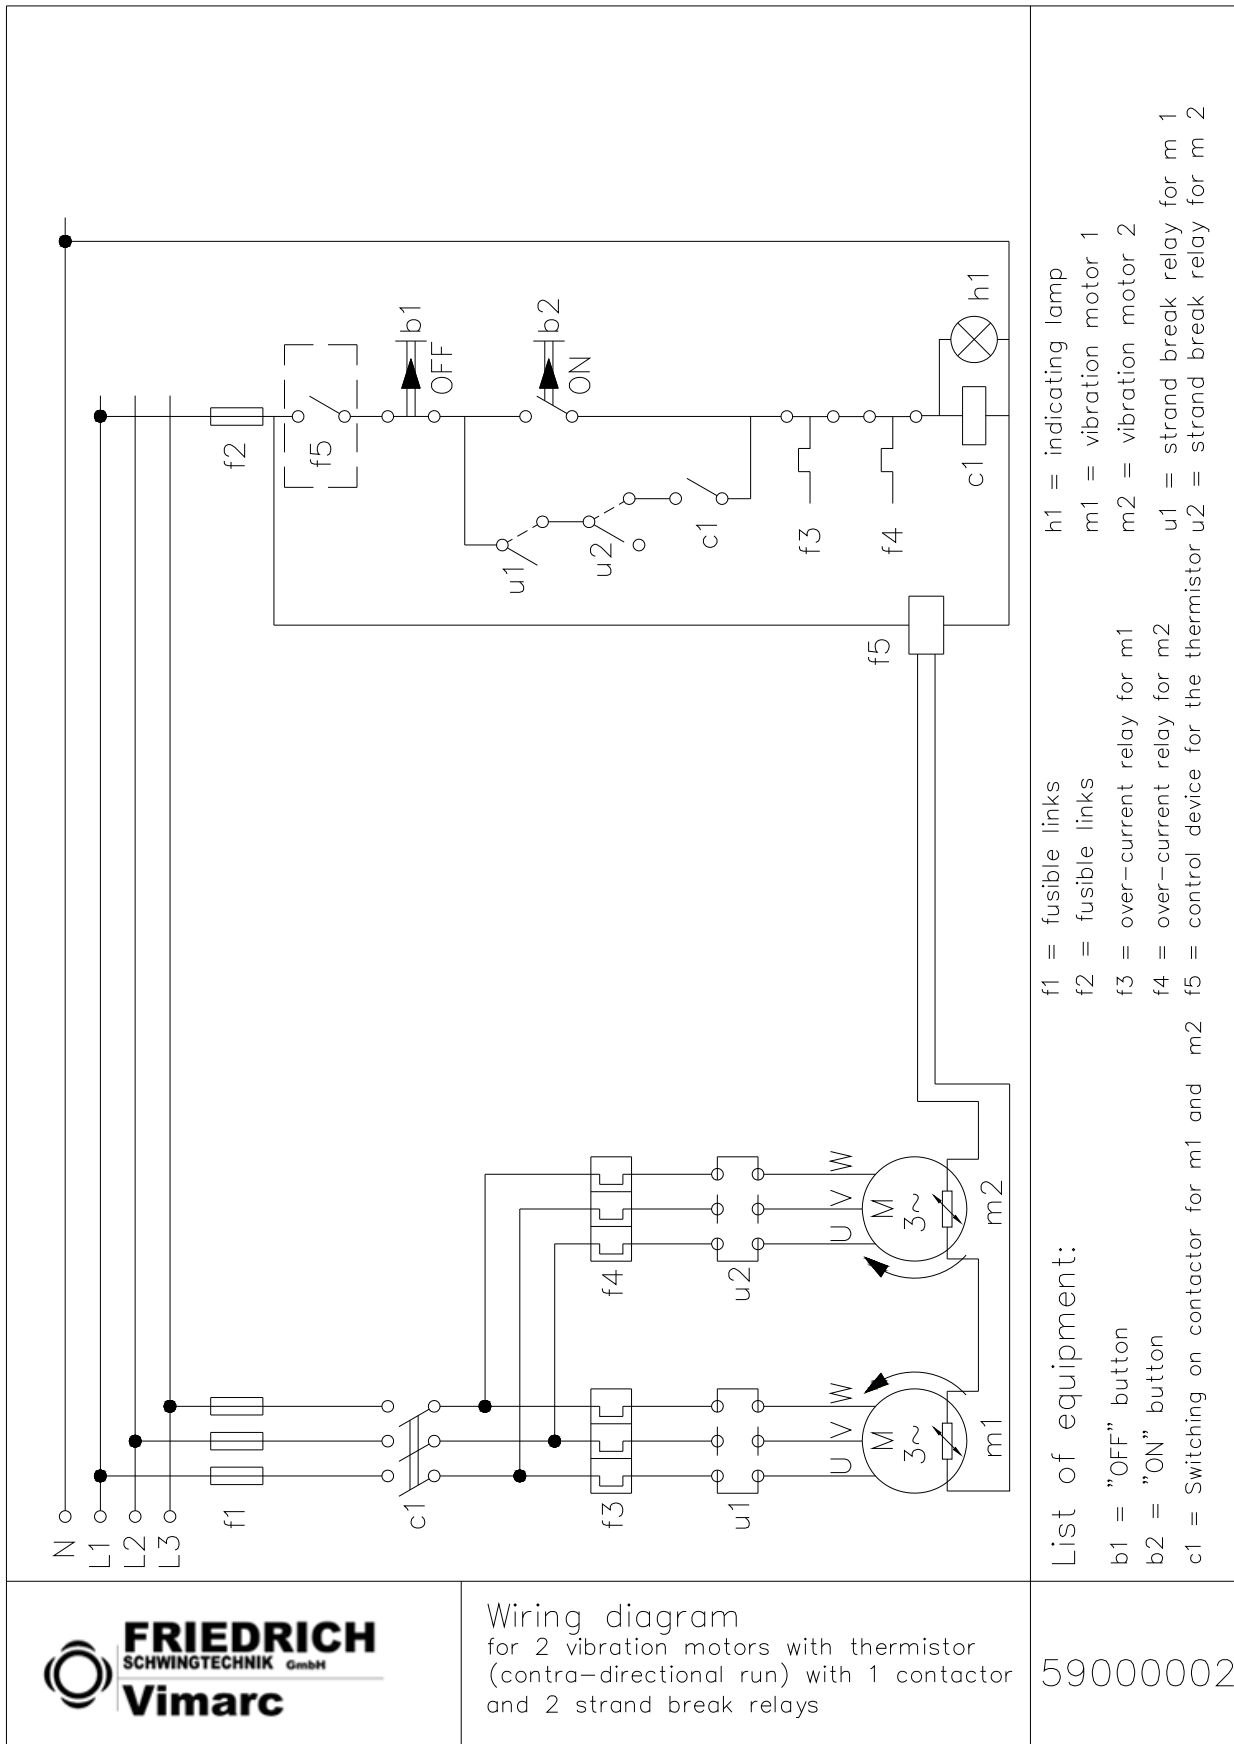 N
L1
L2
L3
f1
c1
f3
u1
U V W
M
3~
m1
f4
u2
U V W
M
3~
m2
f2
f5
b1
OFF
b2
ON
u1
u2
c1
f3
f4
f5
c1
h1
List of equipment:
b1 = "OFF" button
b2 = "ON" button
c1 = Switching on contactor for m1 and m2
f1 = fusible links
f2 = fusible links
f3 = over-current relay for m1
f4 = over-current relay for m2
f5 = control device for the thermistor
h1 = indicating lamp
m1 = vibration motor 1
m2 = vibration motor 2
u1 = strand break relay for m 1
u2 = strand break relay for m 2
FRIEDRICH
SCHWINGTECHNIK GmbH
Vimarc
Wiring diagram
for 2 vibration motors with thermistor
(contra-directional run) with 1 contactor
and 2 strand break relays
59000002